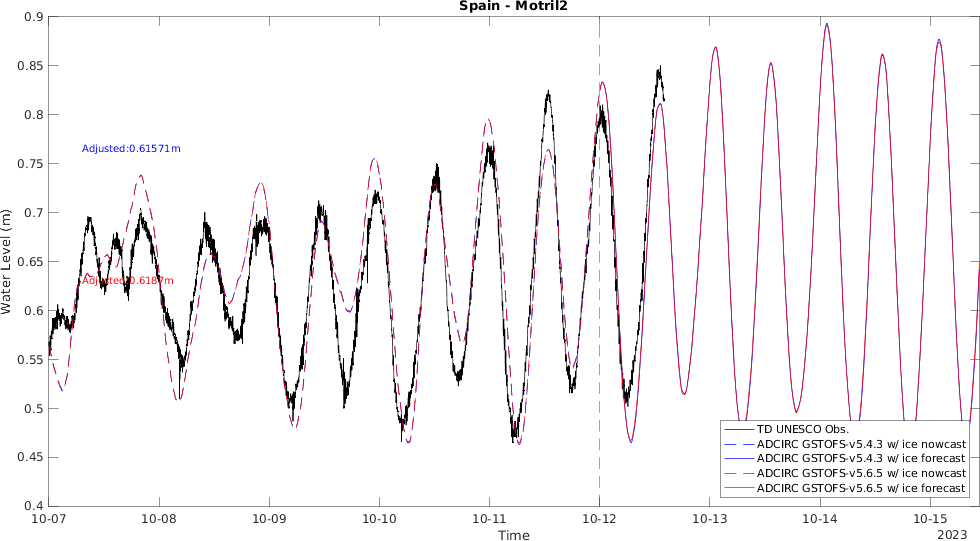 Spain - Motril2
0.9
0.85
0.8
0.75
0.7
0.65
0.6
0.55
0.5
0.45
0.4
Water Level (m)
Adjusted:0.61571m
Adjusted:0.6187m
TD UNESCO Obs.
ADCIRC GSTOFS-v5.4.3 w/ ice nowcast
ADCIRC GSTOFS-v5.4.3 w/ ice forecast
ADCIRC GSTOFS-v5.6.5 w/ ice nowcast
ADCIRC GSTOFS-v5.6.5 w/ ice forecast
10-07 10-08 10-09 10-10 10-11 10-12 10-13 10-14 10-15
Time
2023